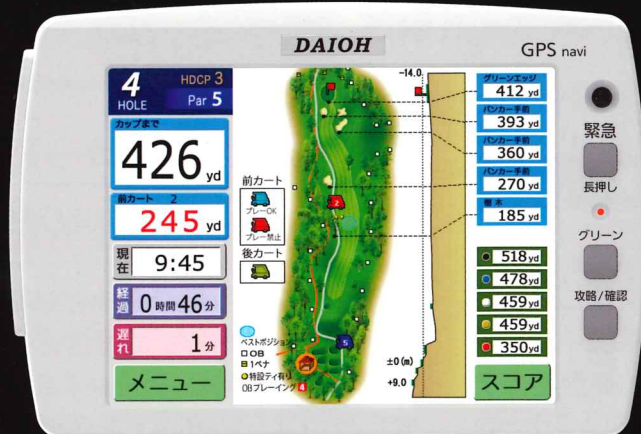 DAIOH
GPS navi
4
HOLE
HDCP 3
Par 5
カップまで
426 yd
前カート 2
245 yd
現在 9:45
経過 0時間46分
遅れ 1分
メニュー
前カート
プレーOK
プレー禁止
後カート
ベストポジション
OB
1ペナ
特設ティ有り
OBプレーイング4
2
5
-14.0
±0(m)
+9.0
グリーンエッジ
412 yd
バンカー手前
393 yd
バンカー手前
360 yd
バンカー手前
270 yd
樹木
185 yd
518yd
478yd
459yd
459yd
350yd
スコア
緊急
長押し
グリーン
攻略/確認